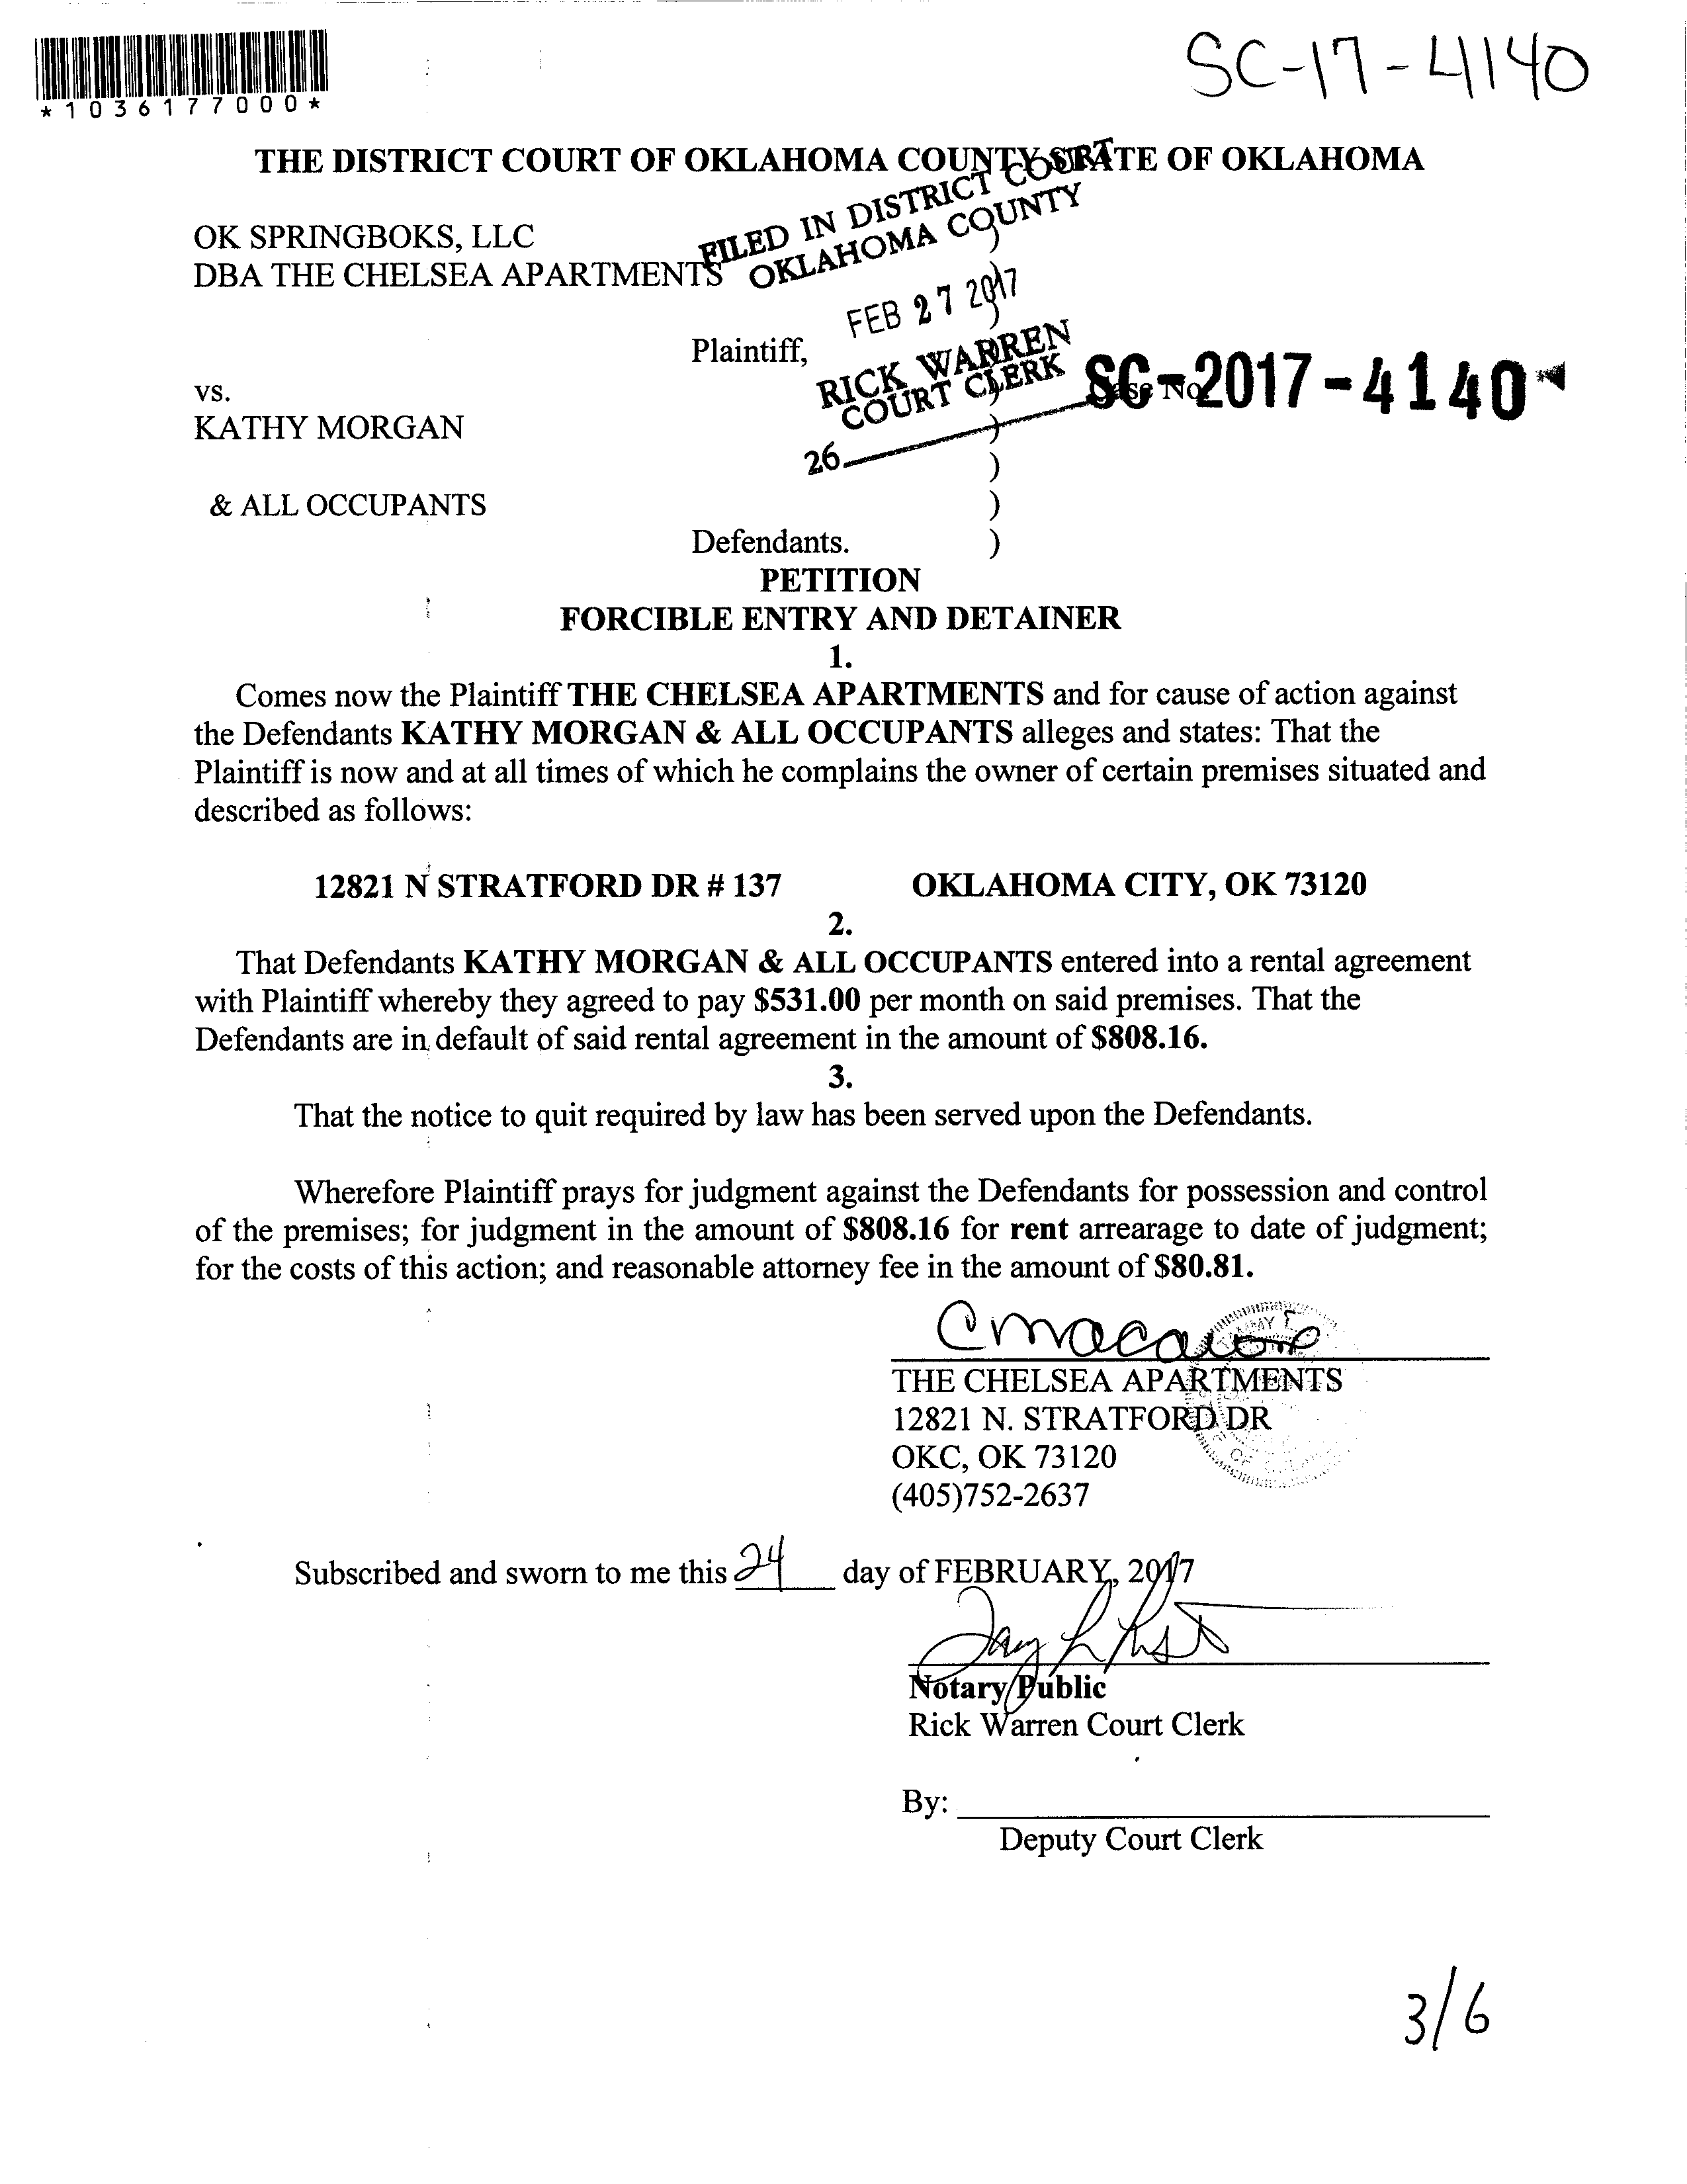 SC-17-4140
*1036177000*
THE DISTRICT COURT OF OKLAHOMA COUNTY STATE OF OKLAHOMA
FILED IN DISTRICT COURT
OKLAHOMA COUNTY
OK SPRINGBOKS, LLC )
DBA THE CHELSEA APARTMENTS )
FEB 27 2017
)
Plaintiff, )
RICK WARREN
COURT CLERK
vs. ) Case No. SC-2017-4140
KATHY MORGAN )
26
)
& ALL OCCUPANTS )
Defendants. )
PETITION
FORCIBLE ENTRY AND DETAINER
1.
Comes now the Plaintiff THE CHELSEA APARTMENTS and for cause of action against
the Defendants KATHY MORGAN & ALL OCCUPANTS alleges and states: That the
Plaintiff is now and at all times of which he complains the owner of certain premises situated and
described as follows:
12821 N STRATFORD DR # 137 OKLAHOMA CITY, OK 73120
2.
That Defendants KATHY MORGAN & ALL OCCUPANTS entered into a rental agreement
with Plaintiff whereby they agreed to pay $531.00 per month on said premises. That the
Defendants are in default of said rental agreement in the amount of $808.16.
3.
That the notice to quit required by law has been served upon the Defendants.
Wherefore Plaintiff prays for judgment against the Defendants for possession and control
of the premises; for judgment in the amount of $808.16 for rent arrearage to date of judgment;
for the costs of this action; and reasonable attorney fee in the amount of $80.81.
THE CHELSEA APARTMENTS
12821 N. STRATFORD DR
OKC, OK 73120
(405)752-2637
Subscribed and sworn to me this 24 day of FEBRUARY, 2017
Notary Public
Rick Warren Court Clerk
By:
Deputy Court Clerk
3/6